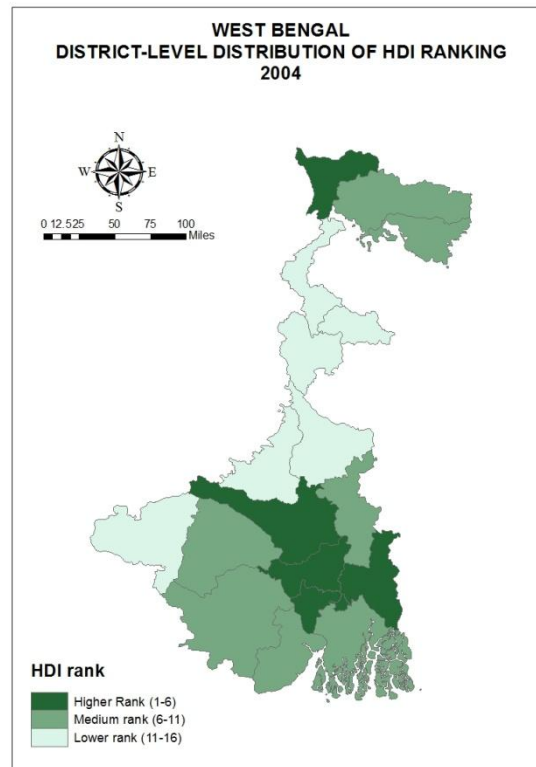 WEST BENGAL
DISTRICT-LEVEL DISTRIBUTION OF HDI RANKING
2004
N
W E
S
0 12.525 50 75 100
Miles
HDI rank
Higher Rank (1-6)
Medium rank (6-11)
Lower rank (11-16)